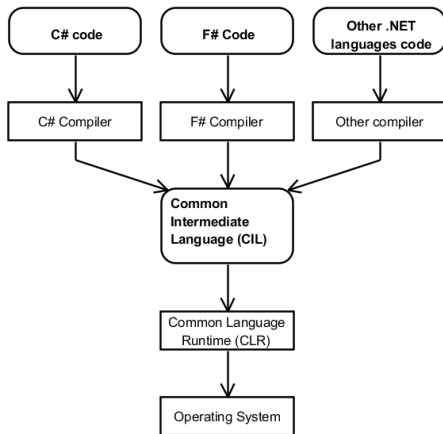 C# code
F# Code
Other .NET
languages code
C# Compiler
F# Compiler
Other compiler
Common
Intermediate
Language (CIL)
Common Language
Runtime (CLR)
Operating System